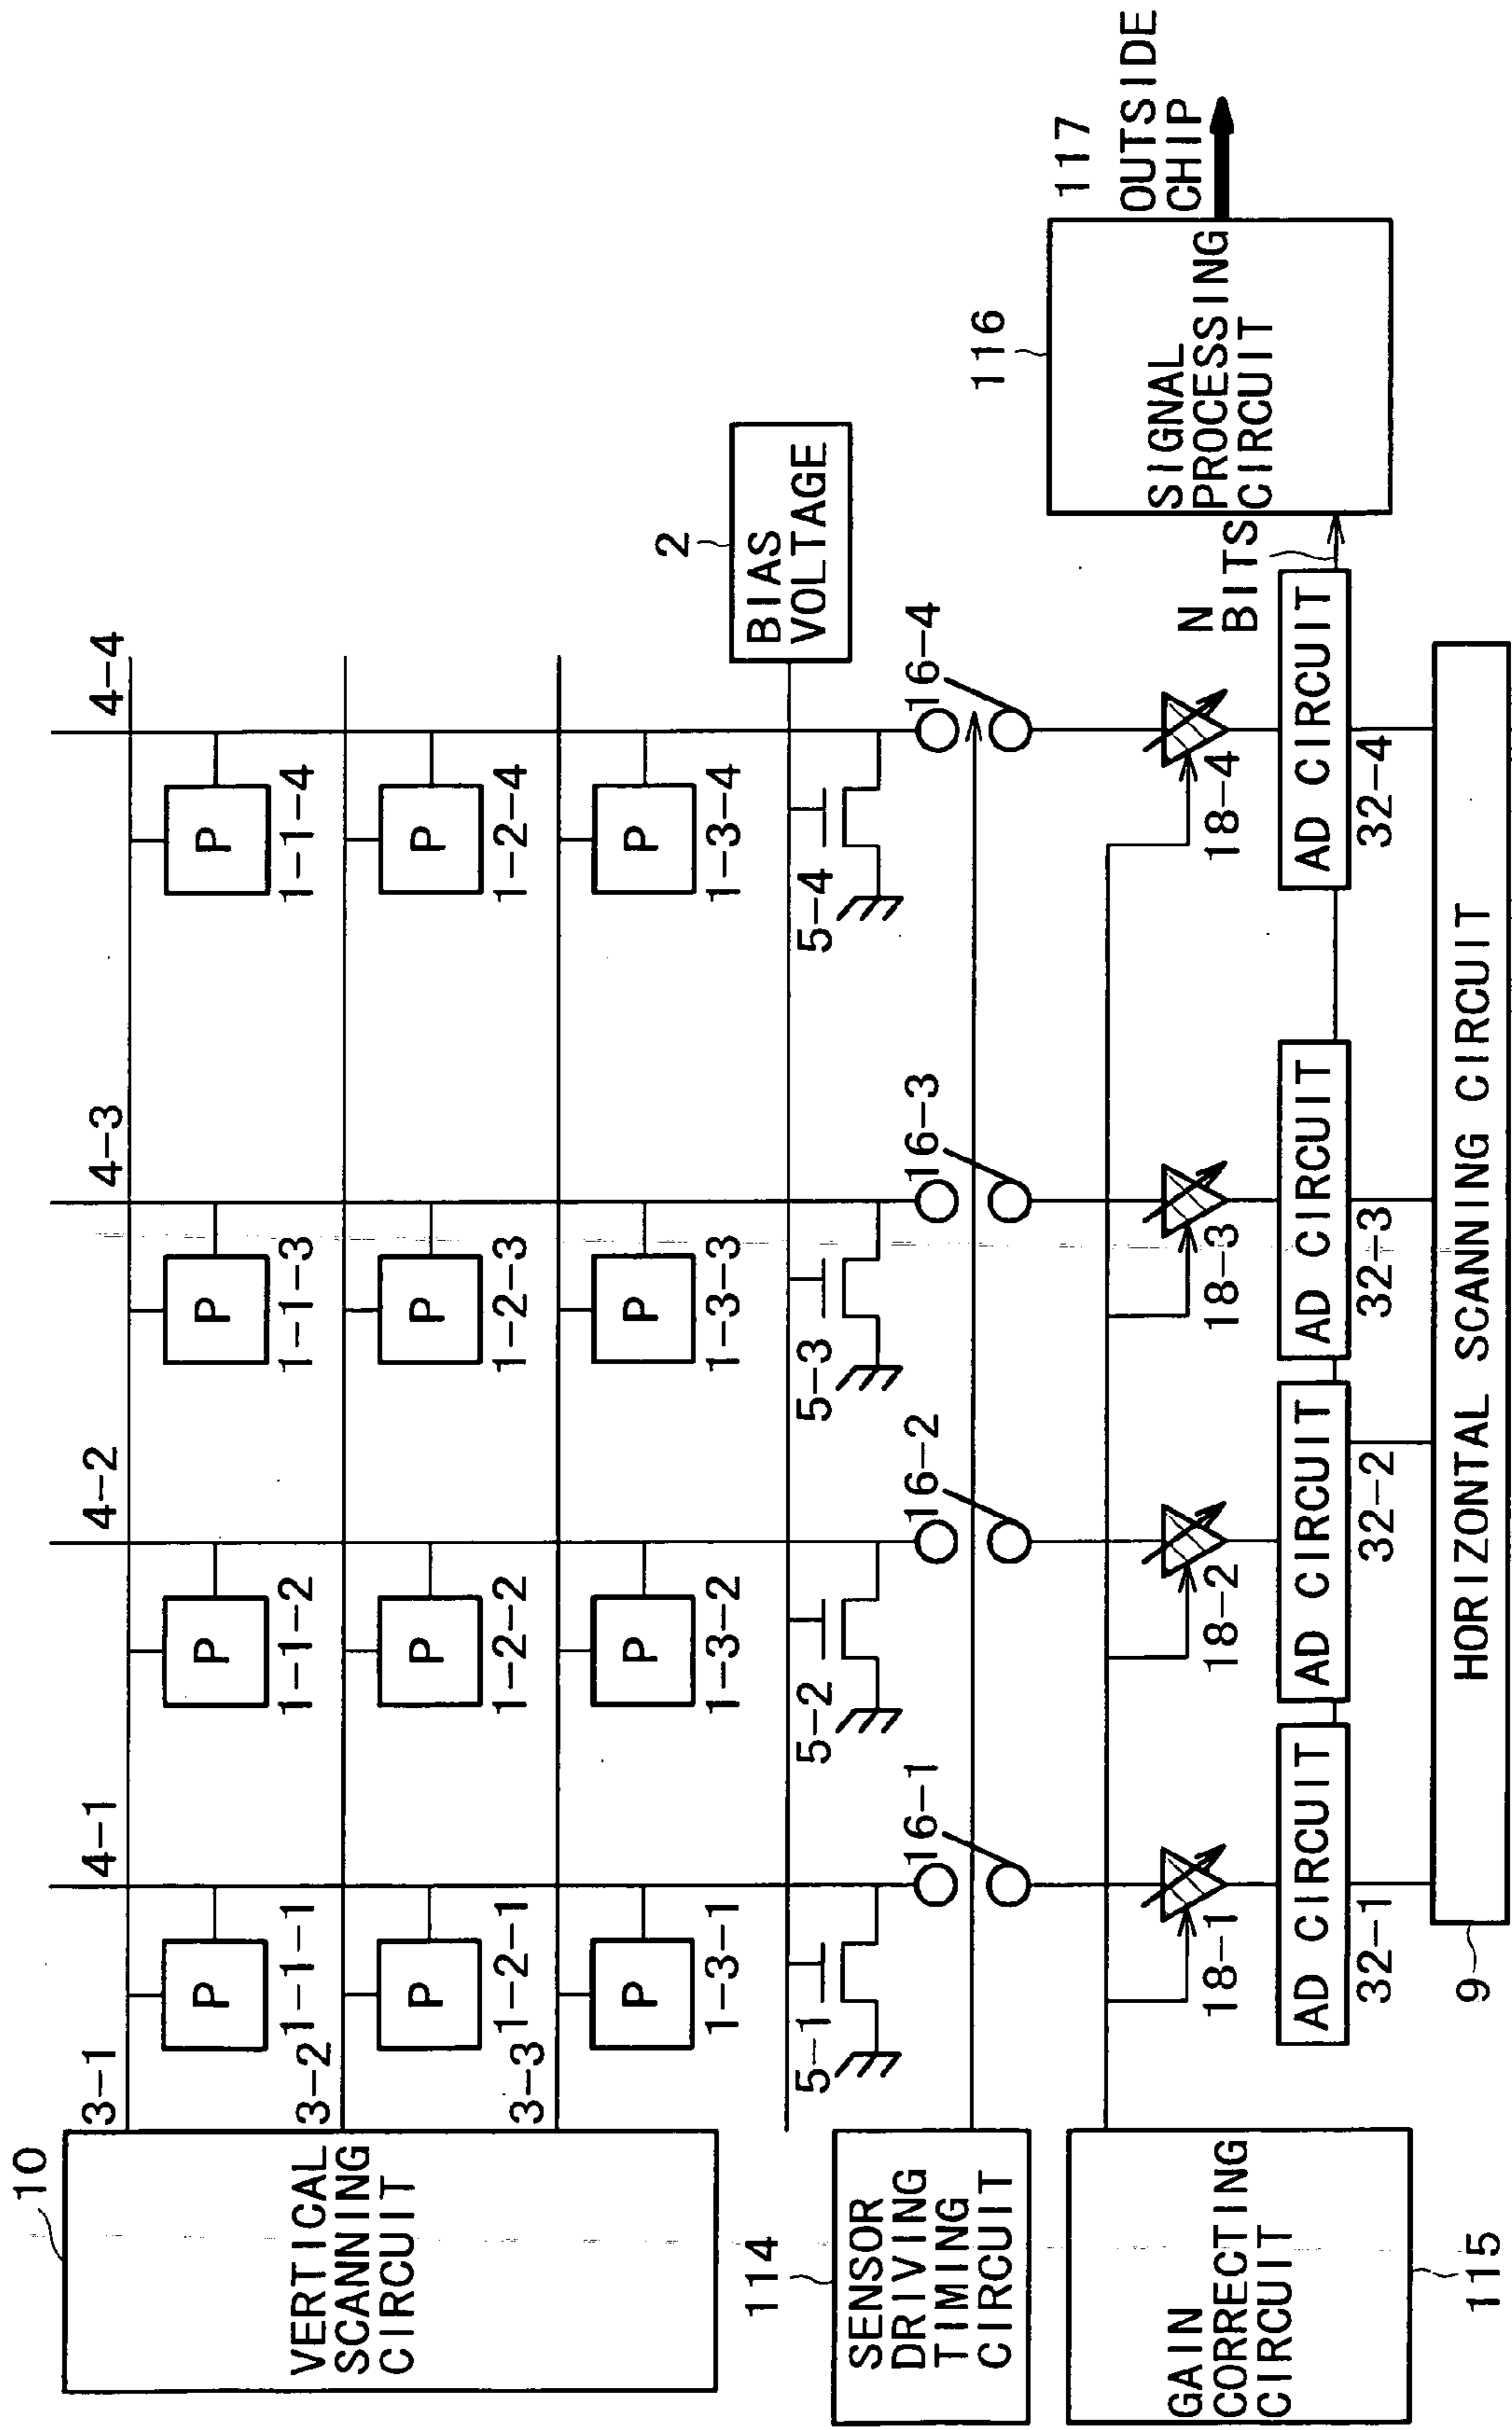 10
VERTICAL
SCANNING
CIRCUIT
3-1
4-1
4-2
4-3
4-4
P
P
P
P
1-1-1
1-1-2
1-1-3
1-1-4
3-2
P
P
P
P
1-2-1
1-2-2
1-2-3
1-2-4
3-3
P
P
P
P
1-3-1
1-3-2
1-3-3
1-3-4
2
BIAS
VOLTAGE
5-1
5-2
5-3
5-4
114
SENSOR
DRIVING
TIMING
CIRCUIT
16-1
16-2
16-3
16-4
GAIN
CORRECTING
CIRCUIT
115
18-1
18-2
18-3
18-4
N
BITS
116
SIGNAL
PROCESSING
CIRCUIT
117
OUTSIDE
CHIP
AD CIRCUIT
AD CIRCUIT
AD CIRCUIT
AD CIRCUIT
32-1
32-2
32-3
32-4
9
HORIZONTAL SCANNING CIRCUIT